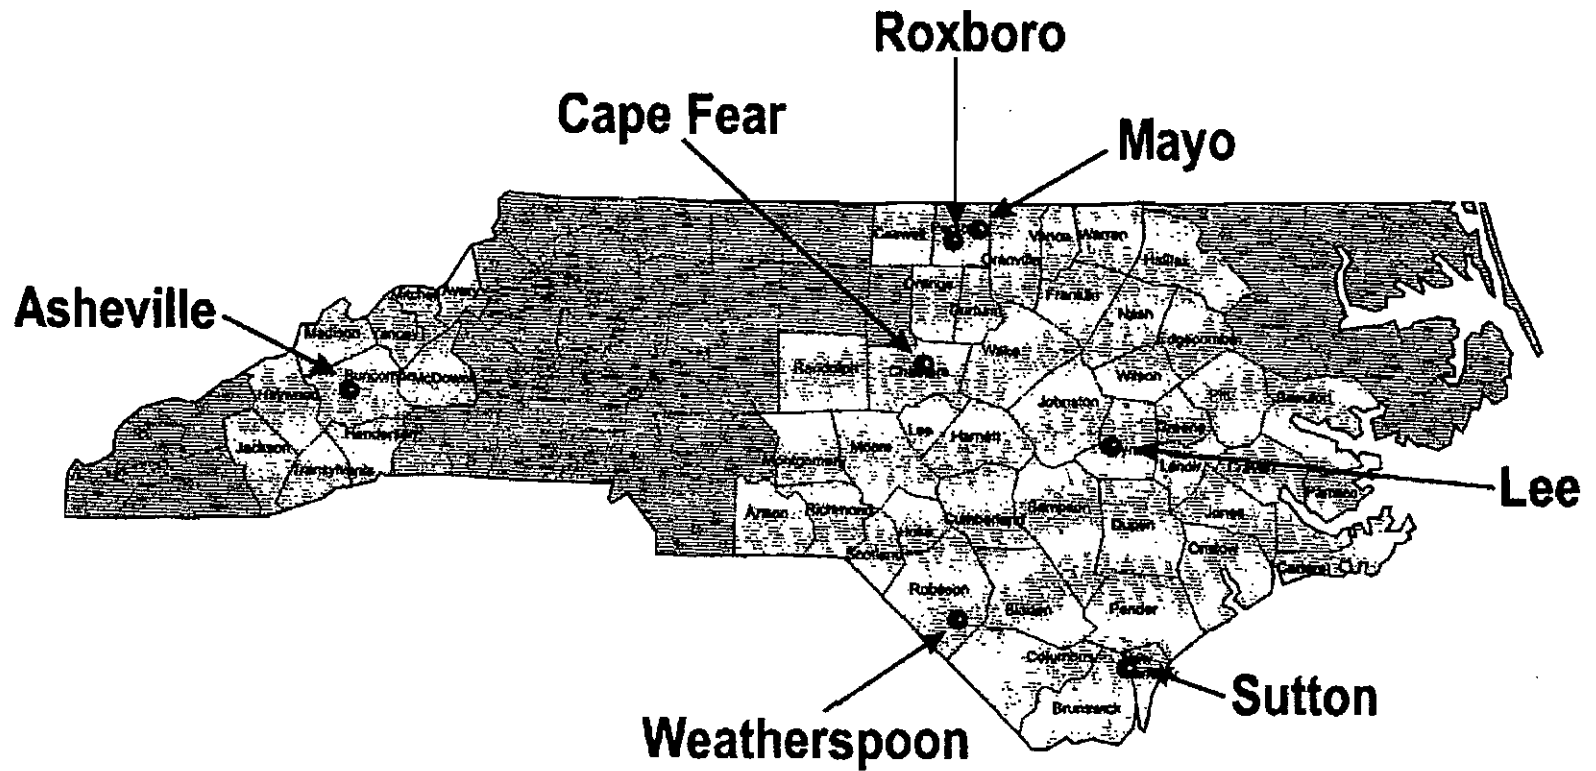 Roxboro
Cape Fear
Mayo
Asheville
Lee
Sutton
Weatherspoon
Caswell
Granville
Vance
Warren
Halifax
Orange
Durham
Franklin
Nash
Edgecombe
Mitchell
Avery
Madison
Yancey
Buncombe
McDowell
Haywood
Henderson
Jackson
Transylvania
Randolph
Chatham
Wake
Wilson
Johnston
Pitt
Beaufort
Greene
Lee
Harnett
Moore
Montgomery
Lenoir
Craven
Pamlico
Anson
Richmond
Hoke
Cumberland
Sampson
Duplin
Jones
Scotland
Onslow
Carteret
Robeson
Bladen
Pender
Columbus
Brunswick